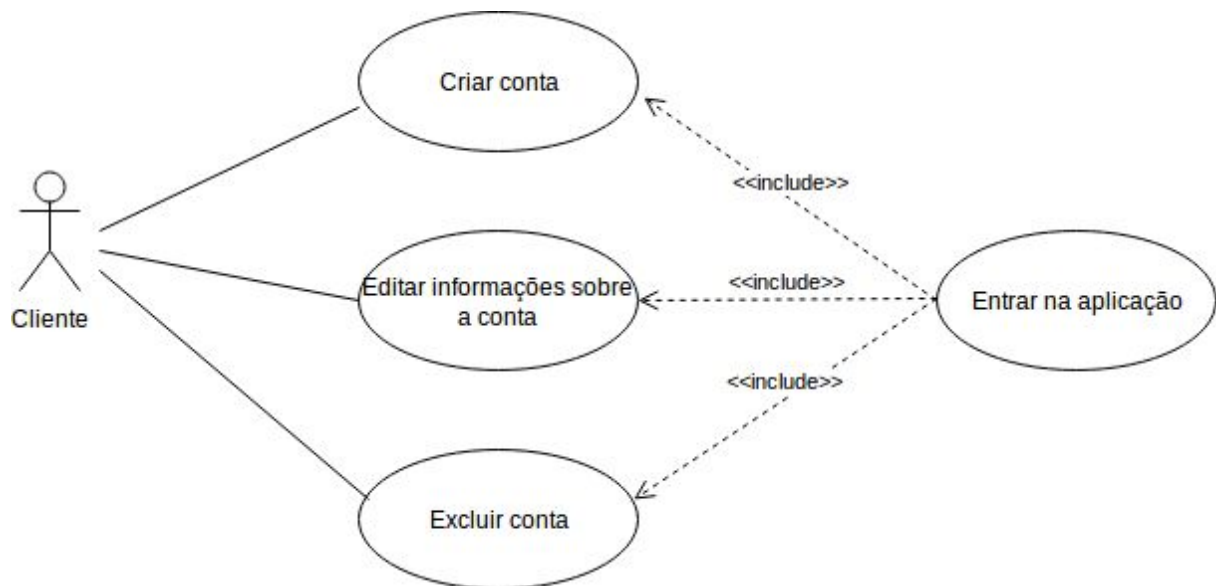 Criar conta
<<include>>
Editar informações sobre
a conta
<<include>>
Entrar na aplicação
Cliente
<<include>>
Excluir conta